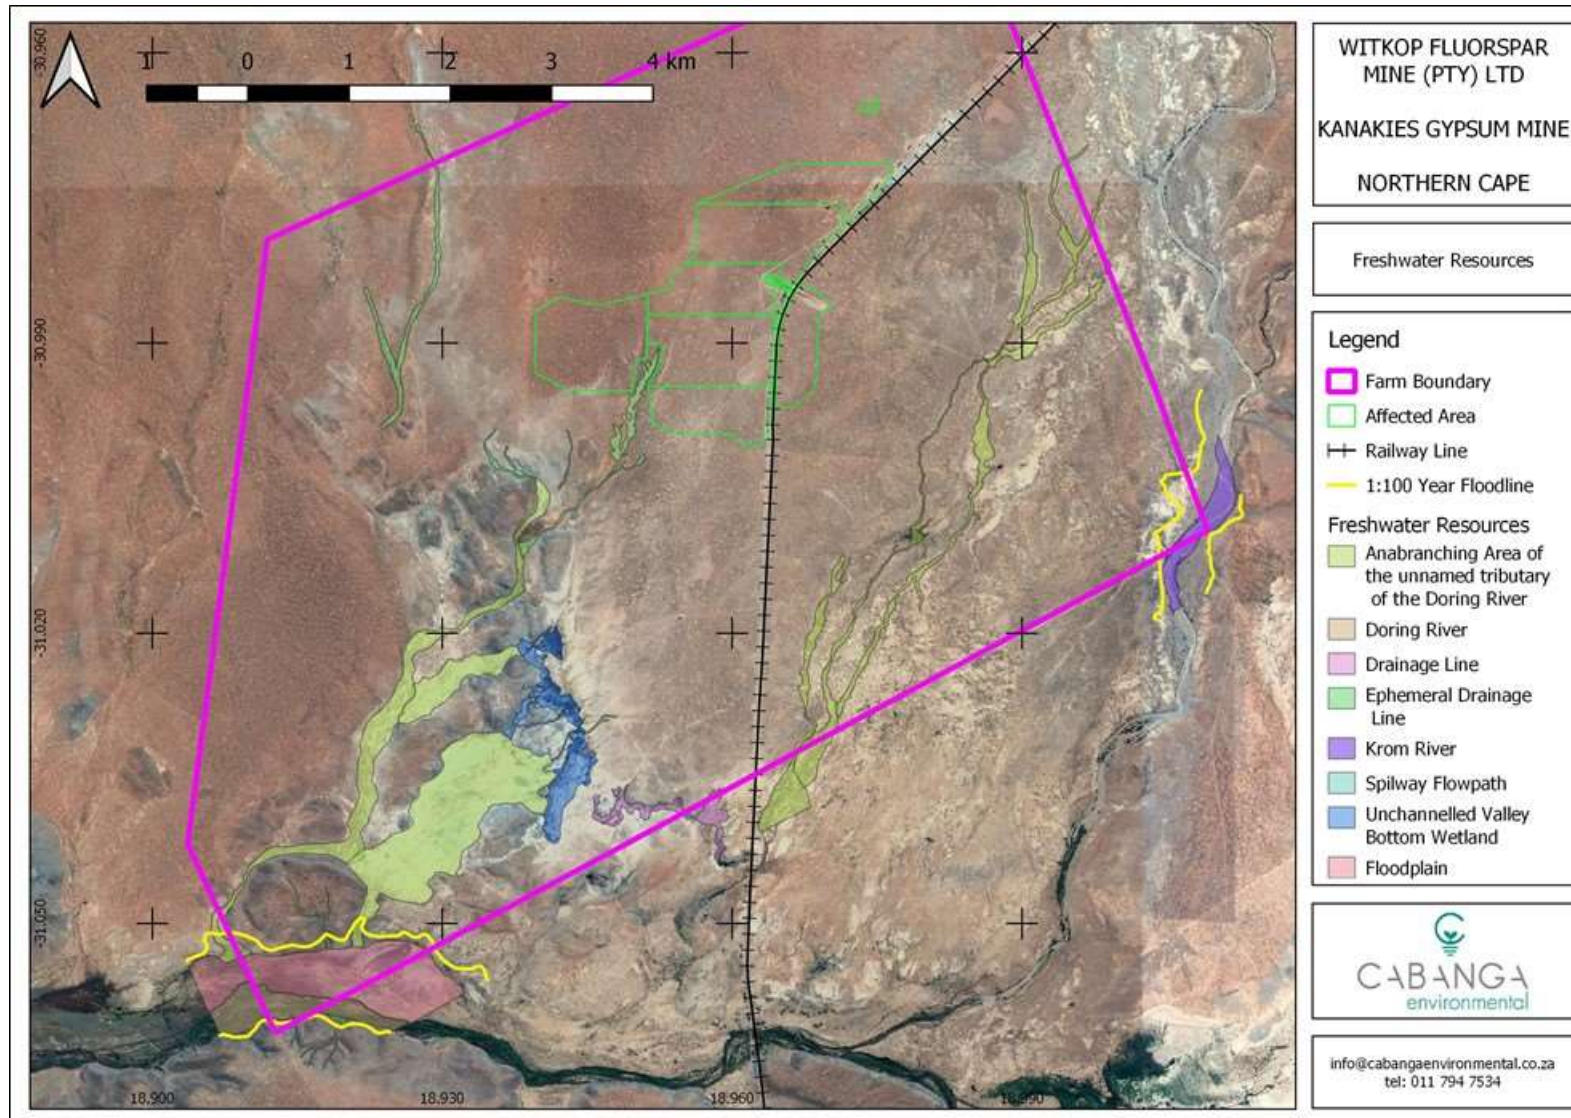 -30.960
1 0 1 2 3 4 km
-30.990
-31.020
-31.050
18.900 18.930 18.960 18.990
WITKOP FLUORSPAR
MINE (PTY) LTD
KANAKIES GYPSUM MINE
NORTHERN CAPE
Freshwater Resources
Legend
Farm Boundary
Affected Area
Railway Line
1:100 Year Floodline
Freshwater Resources
Anabranching Area of
the unnamed tributary
of the Doring River
Doring River
Drainage Line
Ephemeral Drainage
Line
Krom River
Spilway Flowpath
Unchannelled Valley
Bottom Wetland
Floodplain
CABANGA
environmental
info@cabangaenvironmental.co.za
tel: 011 794 7534